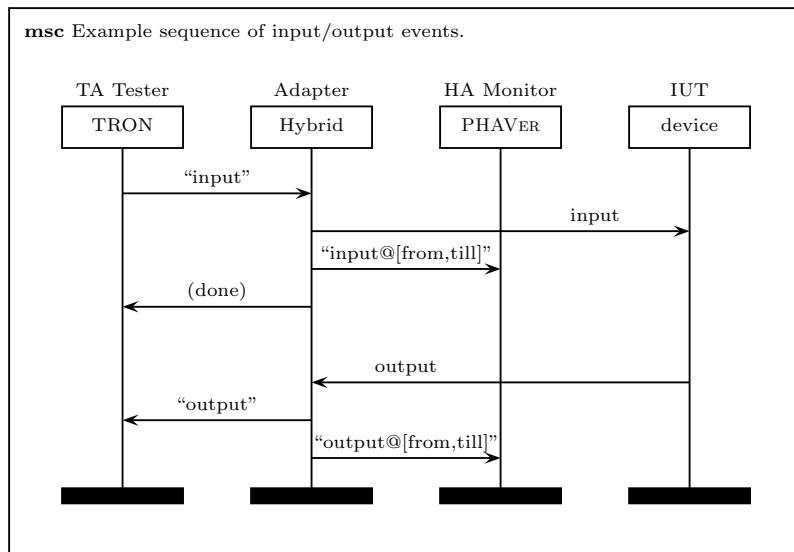 msc Example sequence of input/output events.
TA Tester Adapter HA Monitor IUT
TRON Hybrid PHAVER device
“input”
input
“input@[from,till]”
(done)
output
“output”
“output@[from,till]”